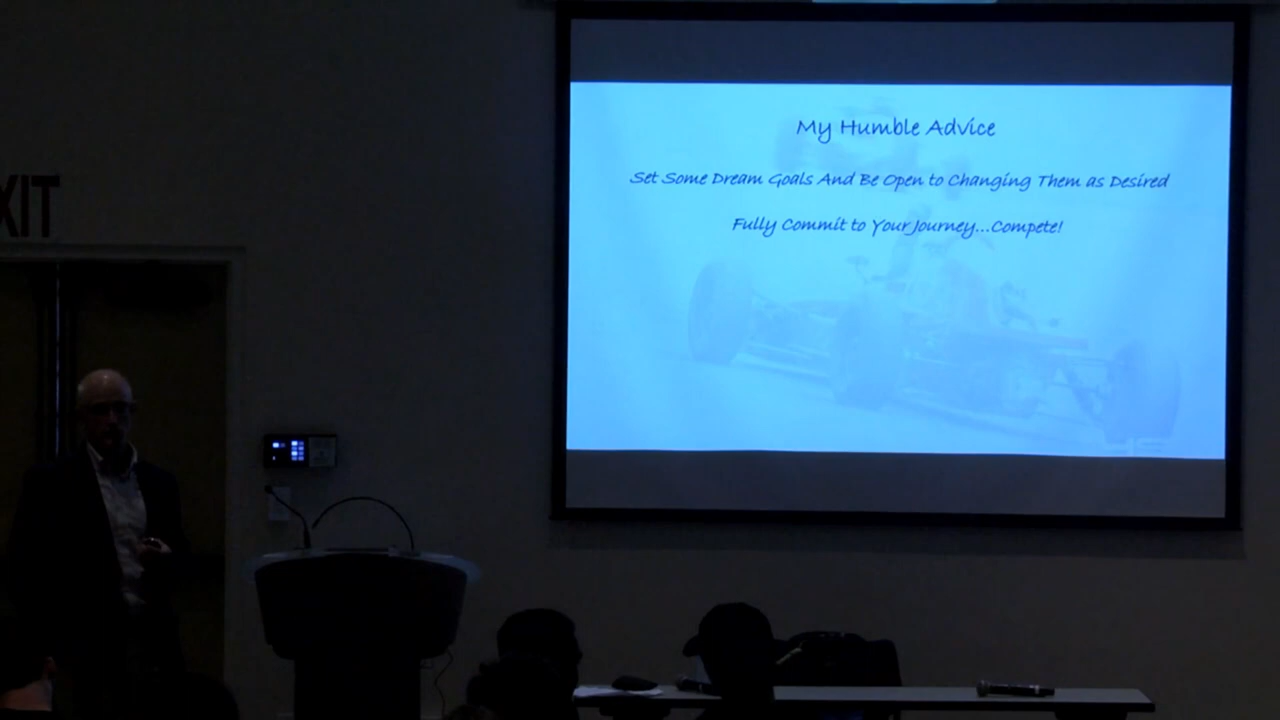 My Humble Advice
Set Some Dream Goals And Be Open to Changing Them as Desired
Fully Commit to Your Journey...Compete!
XIT